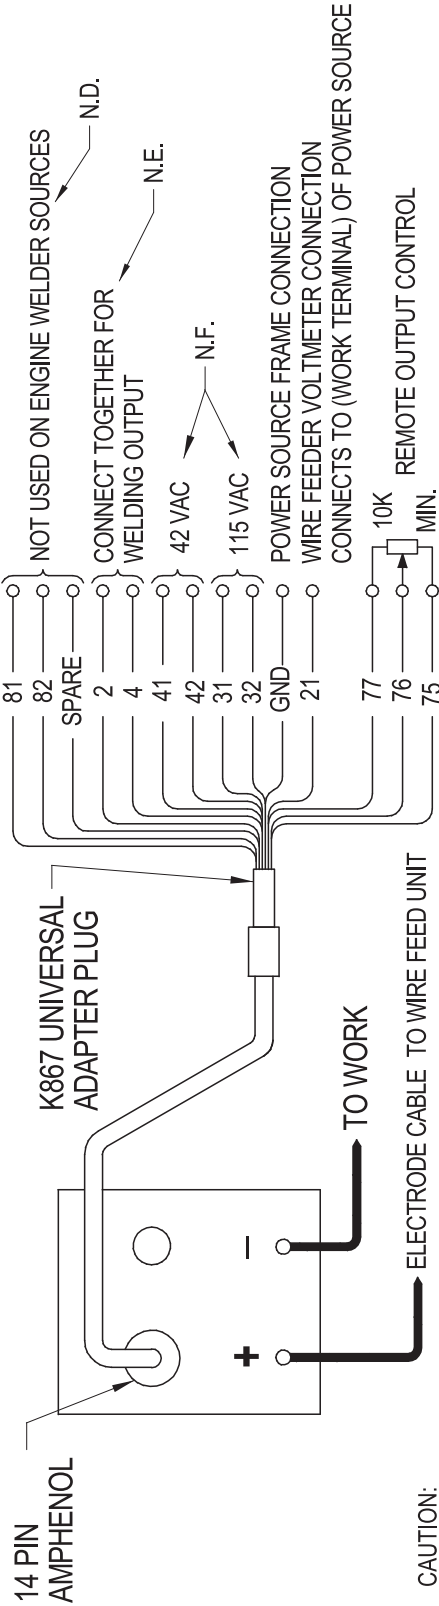 14 PIN
AMPHENOL
K867 UNIVERSAL
ADAPTER PLUG
81
82
SPARE
2
4
41
42
31
32
GND
21
77
76
75
NOT USED ON ENGINE WELDER SOURCES
N.D.
CONNECT TOGETHER FOR
WELDING OUTPUT
N.E.
42 VAC
N.F.
115 VAC
POWER SOURCE FRAME CONNECTION
WIRE FEEDER VOLTMETER CONNECTION
CONNECTS TO (WORK TERMINAL) OF POWER SOURCE
10K
REMOTE OUTPUT CONTROL
MIN.
+
–
TO WORK
ELECTRODE CABLE TO WIRE FEED UNIT
CAUTION: